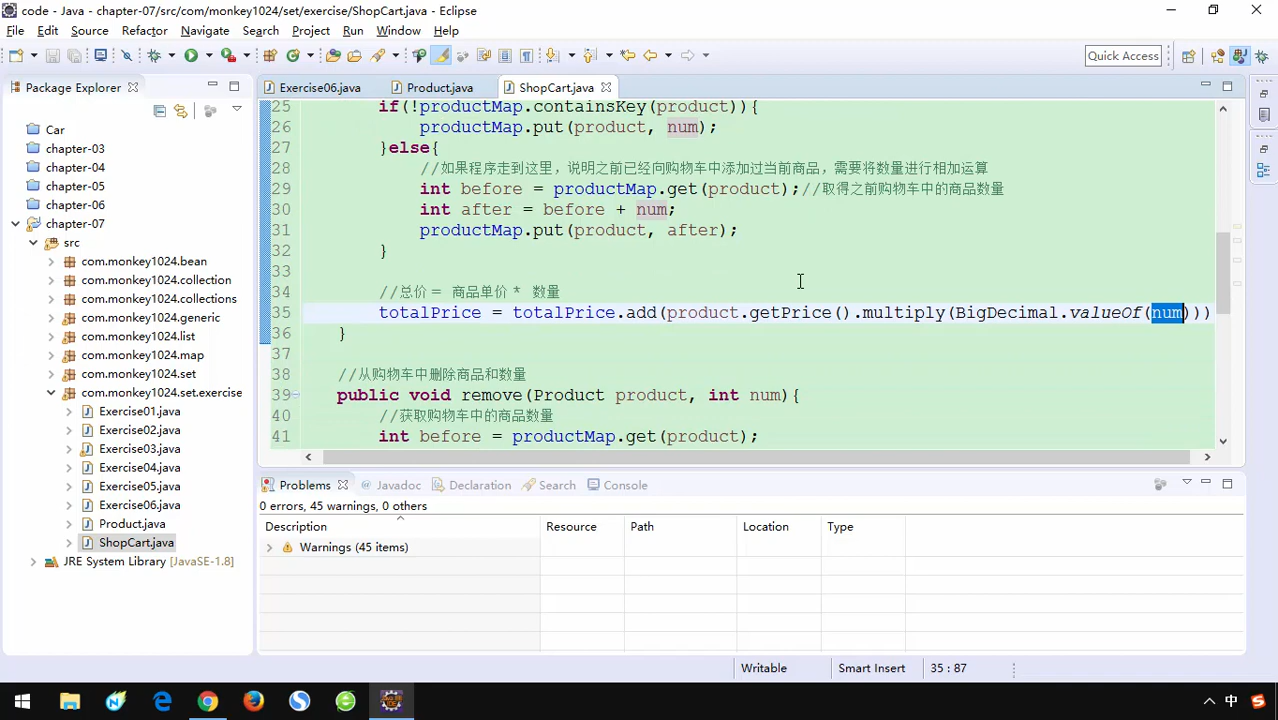 code - Java - chapter-07/src/com/monkey1024/set/exercise/ShopCart.java - Eclipse
File Edit Source Refactor Navigate Search Project Run Window Help
Quick Access
Package Explorer
Exercise06.java Product.java ShopCart.java
Car
chapter-03
chapter-04
chapter-05
chapter-06
chapter-07
src
com.monkey1024.bean
com.monkey1024.collection
com.monkey1024.collections
com.monkey1024.generic
com.monkey1024.list
com.monkey1024.map
com.monkey1024.set
com.monkey1024.set.exercise
Exercise01.java
Exercise02.java
Exercise03.java
Exercise04.java
Exercise05.java
Exercise06.java
Product.java
ShopCart.java
JRE System Library [JavaSE-1.8]
25 if(!productMap.containsKey(product)){
26 productMap.put(product, num);
27 }else{
28 //如果程序走到这里，说明之前已经向购物车中添加过当前商品，需要将数量进行相加运算
29 int before = productMap.get(product);//取得之前购物车中的商品数量
30 int after = before + num;
31 productMap.put(product, after);
32 }
33
34 //总价 = 商品单价 * 数量
35 totalPrice = totalPrice.add(product.getPrice().multiply(BigDecimal.valueOf(num)))
36 }
37
38 //从购物车中删除商品和数量
39 public void remove(Product product, int num){
40 //获取购物车中的商品数量
41 int before = productMap.get(product);
Problems Javadoc Declaration Search Console
0 errors, 45 warnings, 0 others
Description Resource Path Location Type
Warnings (45 items)
Writable Smart Insert 35 : 87
中